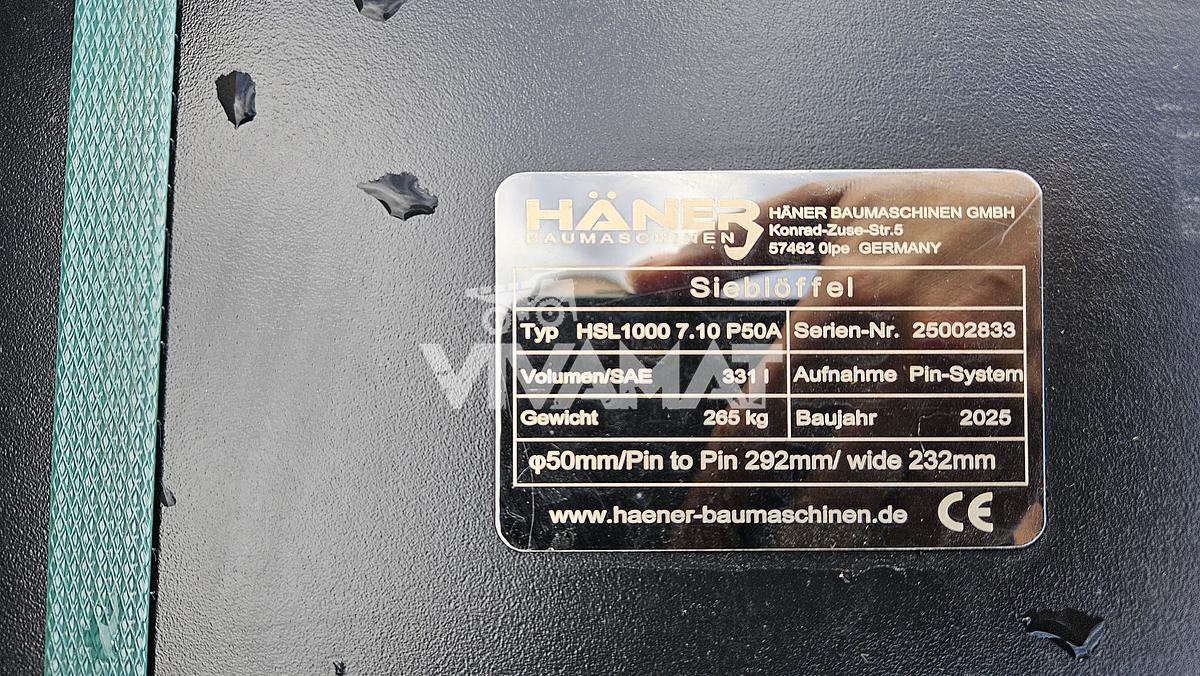 HÄNER
BAUMASCHINEN
HÄNER BAUMASCHINEN GMBH
Konrad-Zuse-Str.5
57462 Olpe GERMANY
Sieblöffel
Typ HSL1000 7.10 P50A
Serien-Nr. 25002833
Volumen/SAE 331 l
Aufnahme Pin-System
Gewicht 265 kg
Baujahr 2025
φ50mm/Pin to Pin 292mm/ wide 232mm
www.haener-baumaschinen.de CE
VIVAMAT